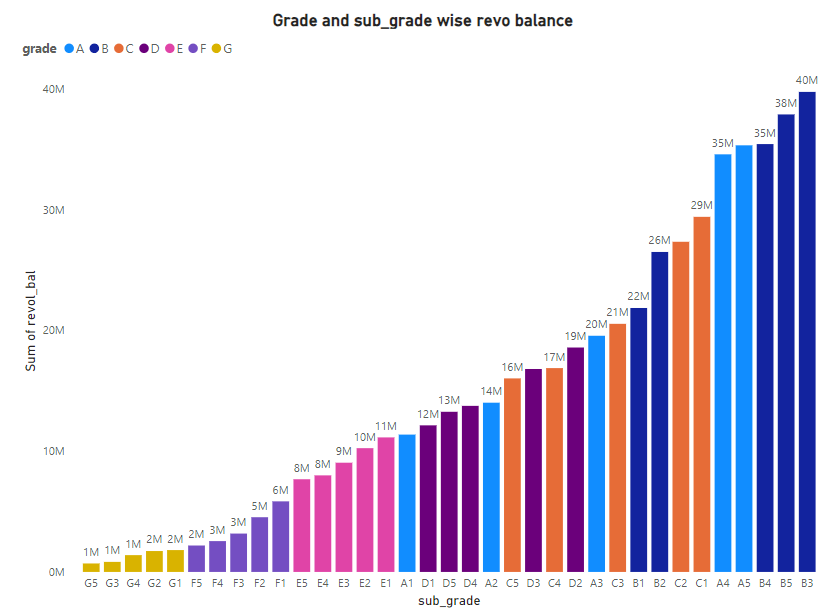 Grade and sub_grade wise revo balance
grade A B C D E F G
40M
30M
20M
10M
0M
Sum of revol_bal
1M 1M 1M 2M 2M 2M 3M 3M 5M 6M 8M 8M 9M 10M 11M 12M 13M 14M 16M 17M 19M 20M 21M 22M 26M 29M 35M 35M 38M 40M
G5 G3 G4 G2 G1 F5 F4 F3 F2 F1 E5 E4 E3 E2 E1 A1 D1 D5 D4 A2 C5 D3 C4 D2 A3 C3 B1 B2 C2 C1 A4 A5 B4 B5 B3
sub_grade